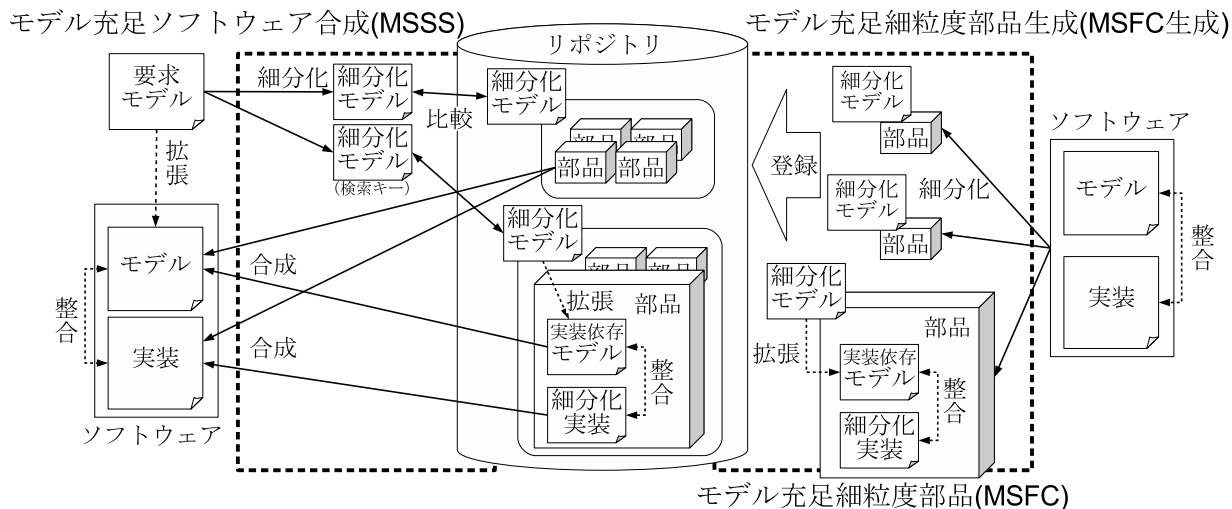 モデル充足ソフトウェア合成(MSSS)
要求
モデル
細分化
細分化
モデル
比較
細分化
モデル
(検索キー)
拡張
モデル
実装
整合
合成
合成
ソフトウェア
リポジトリ
細分化
モデル
部品
部品
部品
部品
細分化
モデル
拡張
部品
実装依存
モデル
細分化
実装
整合
モデル充足細粒度部品生成(MSFC生成)
登録
細分化
モデル
部品
細分化
細分化
モデル
部品
細分化
モデル
拡張
部品
実装依存
モデル
細分化
実装
整合
ソフトウェア
モデル
実装
整合
モデル充足細粒度部品(MSFC)